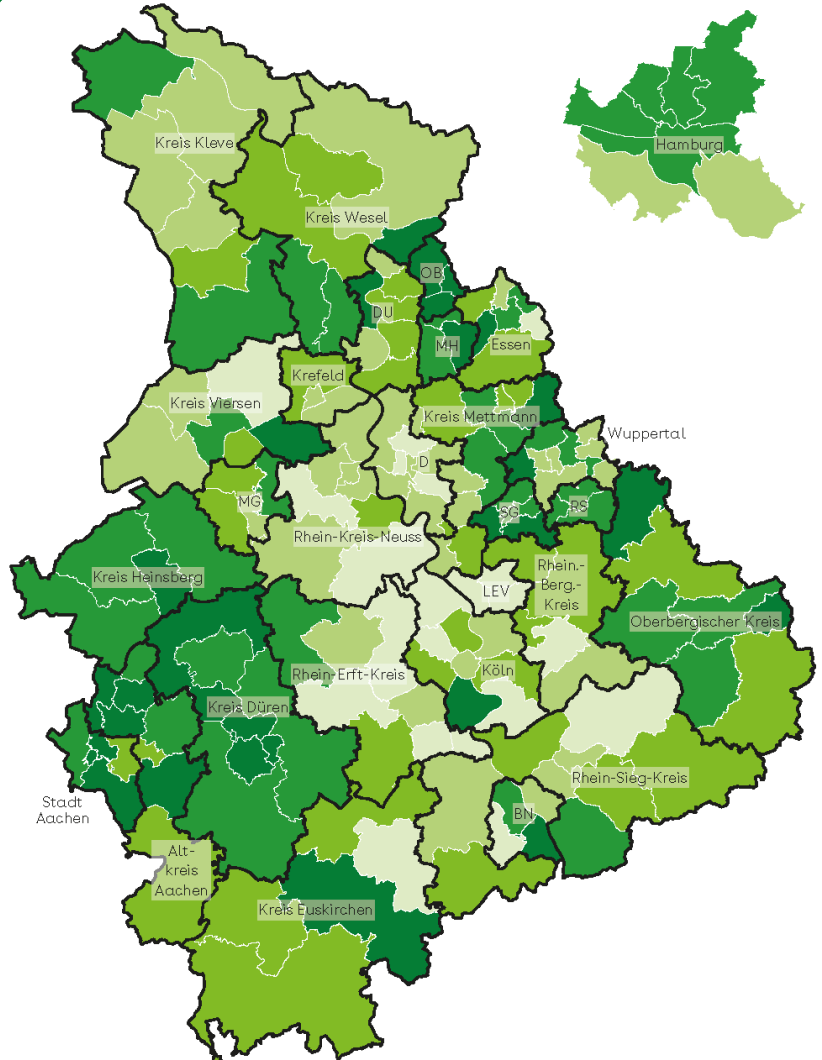 Hamburg
Kreis Kleve
Kreis Wesel
OB
DU
MH
Essen
Krefeld
Kreis Viersen
Kreis Mettmann
Wuppertal
D
MG
SG
RS
Rhein-Kreis-Neuss
Kreis Heinsberg
Rhein.-
Berg.-
Kreis
LEV
Oberbergischer Kreis
Rhein-Erft-Kreis
Köln
Kreis Düren
Rhein-Sieg-Kreis
Stadt
Aachen
BN
Alt-
kreis
Aachen
Kreis Euskirchen